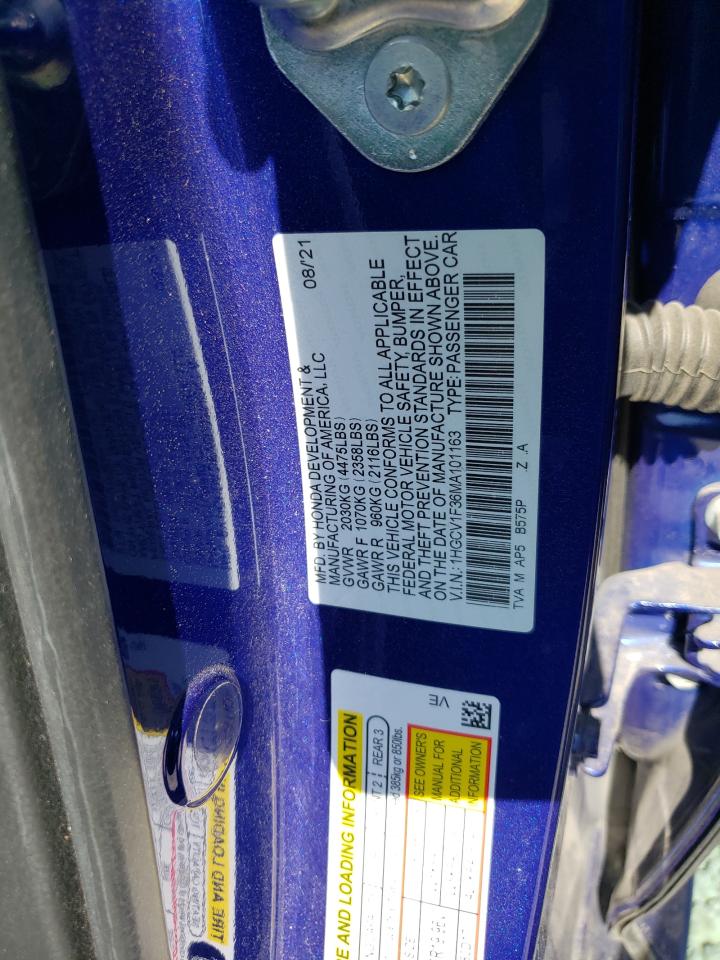 08/'21
MFD. BY HONDA DEVELOPMENT &
MANUFACTURING OF AMERICA, LLC
GVWR 2030KG (4475LBS)
GAWR F 1070KG (2358LBS)
GAWR R 960KG (2116LBS)
THIS VEHICLE CONFORMS TO ALL APPLICABLE
FEDERAL MOTOR VEHICLE SAFETY, BUMPER,
AND THEFT PREVENTION STANDARDS IN EFFECT
ON THE DATE OF MANUFACTURE SHOWN ABOVE.
V.I.N.: 1HGCV1F36MA101163 TYPE: PASSENGER CAR
TVA M AP5 B575P Z .A
E AND LOADING INFORMATION
2 REAR 3
385kg or 850lbs.
SEE OWNER'S
MANUAL FOR
ADDITIONAL
INFORMATION
VE
TIRE AND LOADING